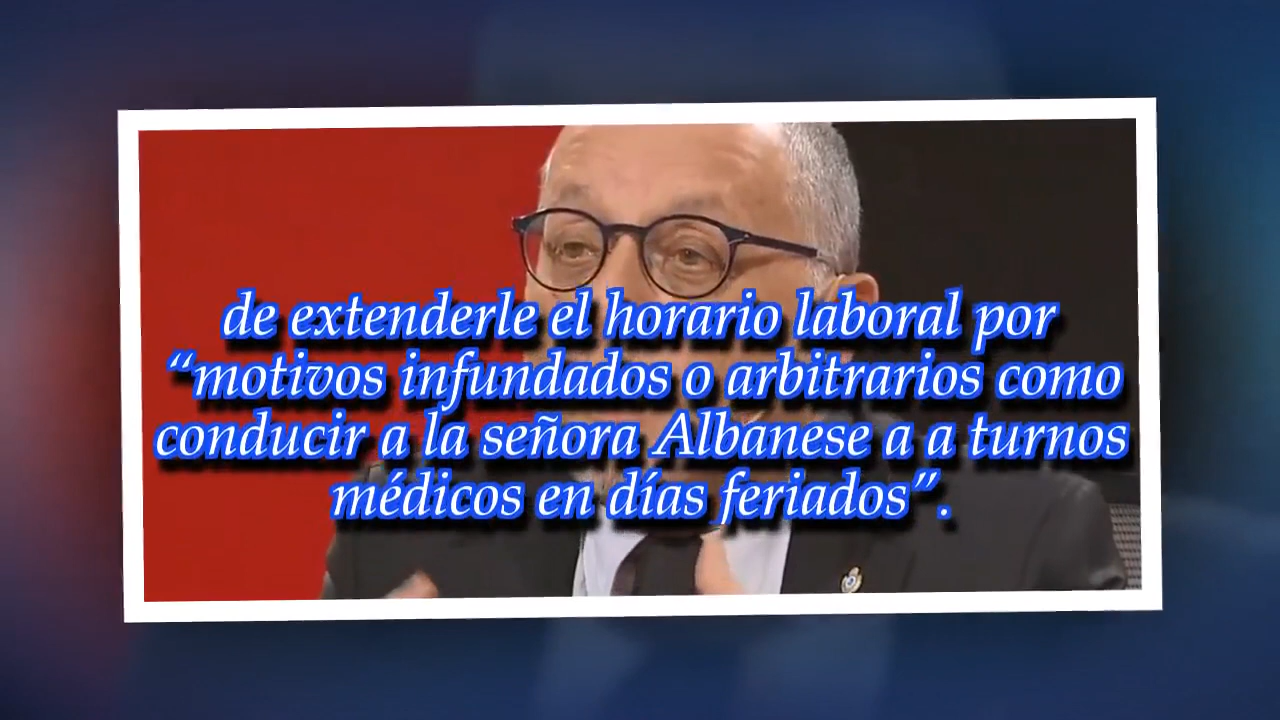 de extenderle el horario laboral por
“motivos infundados o arbitrarios como
conducir a la señora Albanese a a turnos
médicos en días feriados”.